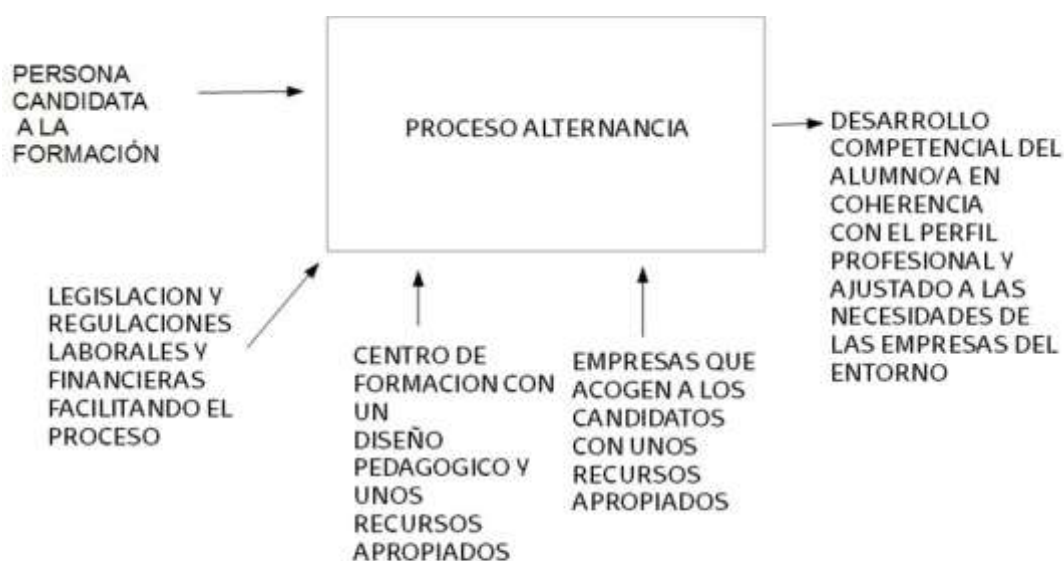 PERSONA
CANDIDATA
A LA
FORMACIÓN
PROCESO ALTERNANCIA
DESARROLLO
COMPETENCIAL DEL
ALUMNO/A EN
COHERENCIA
CON EL PERFIL
PROFESIONAL Y
AJUSTADO A LAS
NECESIDADES DE
LAS EMPRESAS DEL
ENTORNO
LEGISLACION Y
REGULACIONES
LABORALES Y
FINANCIERAS
FACILITANDO EL
PROCESO
CENTRO DE
FORMACION CON
UN
DISEÑO
PEDAGOGICO Y
UNOS
RECURSOS
APROPIADOS
EMPRESAS QUE
ACOGEN A LOS
CANDIDATOS
CON UNOS
RECURSOS
APROPIADOS